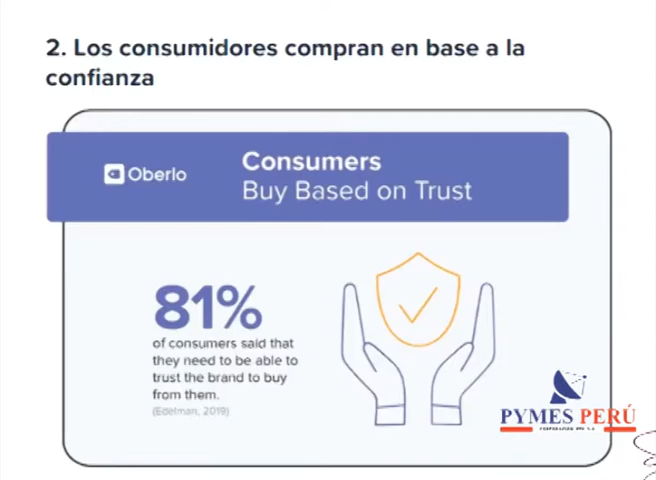 2. Los consumidores compran en base a la
confianza
Oberlo
Consumers
Buy Based on Trust
81%
of consumers said that
they need to be able to
trust the brand to buy
from them.
(Edelman, 2019)
PYMES PERÚ